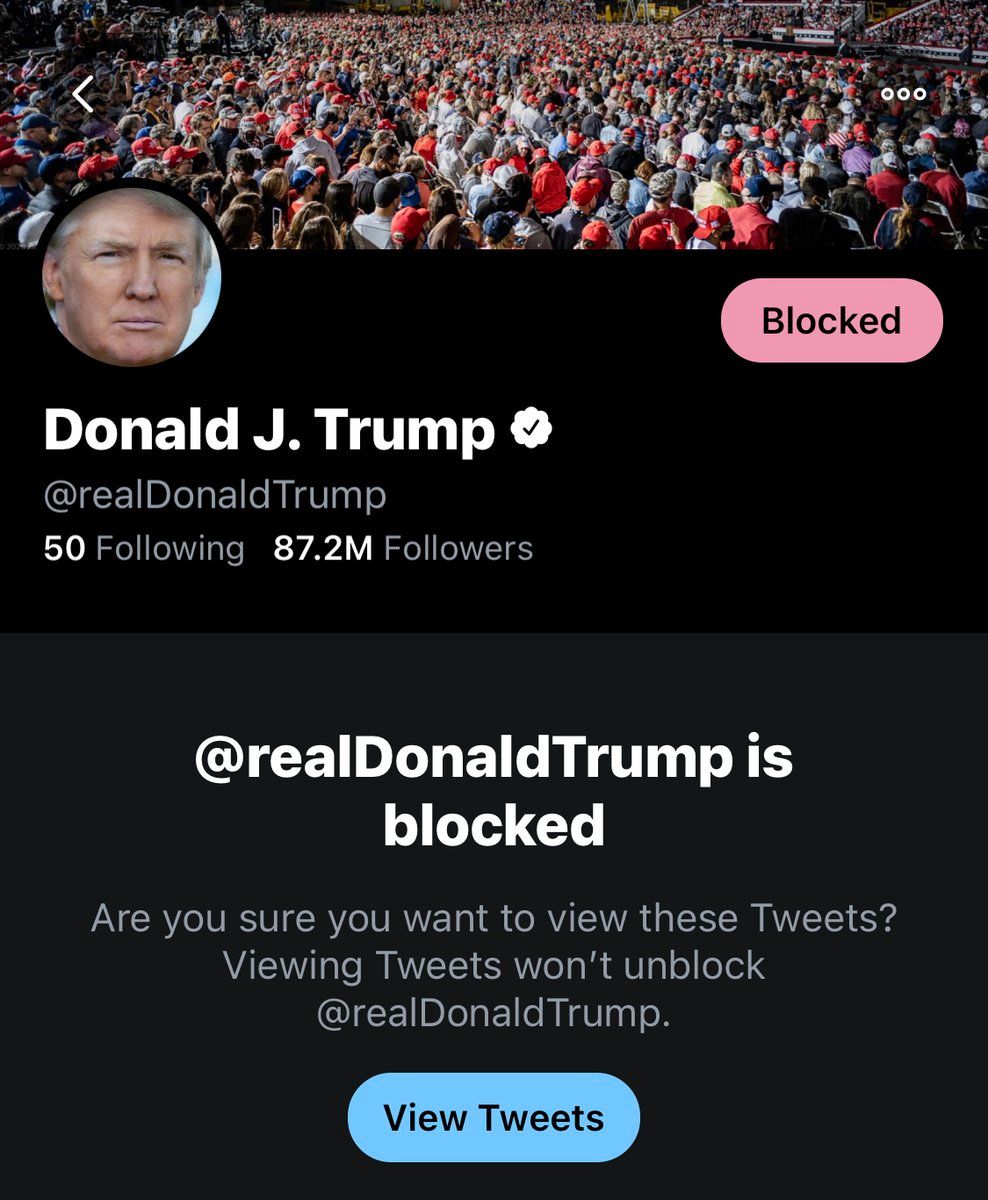 Blocked
Donald J. Trump
@realDonaldTrump
50 Following 87.2M Followers
@realDonaldTrump is
blocked
Are you sure you want to view these Tweets?
Viewing Tweets won’t unblock
@realDonaldTrump.
View Tweets